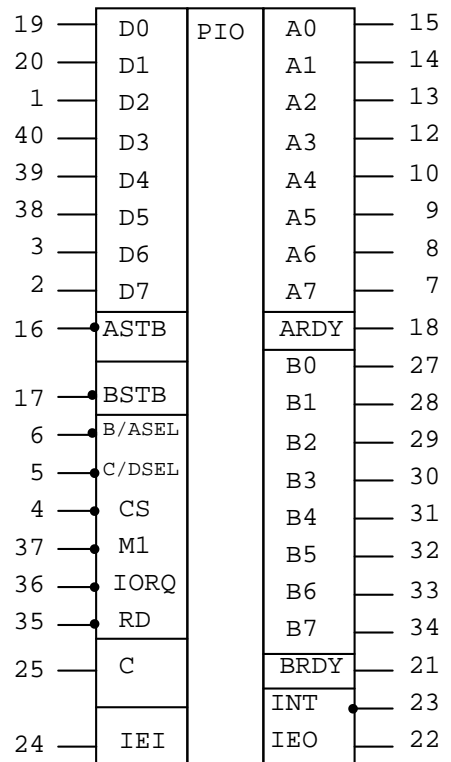 19 D0 PIO A0 15
20 D1 A1 14
1 D2 A2 13
40 D3 A3 12
39 D4 A4 10
38 D5 A5 9
3 D6 A6 8
2 D7 A7 7
16 ASTB ARDY 18
B0 27
17 BSTB B1 28
6 B/ASEL B2 29
5 C/DSEL B3 30
4 CS B4 31
37 M1 B5 32
36 IORQ B6 33
35 RD B7 34
25 C BRDY 21
INT 23
24 IEI IEO 22